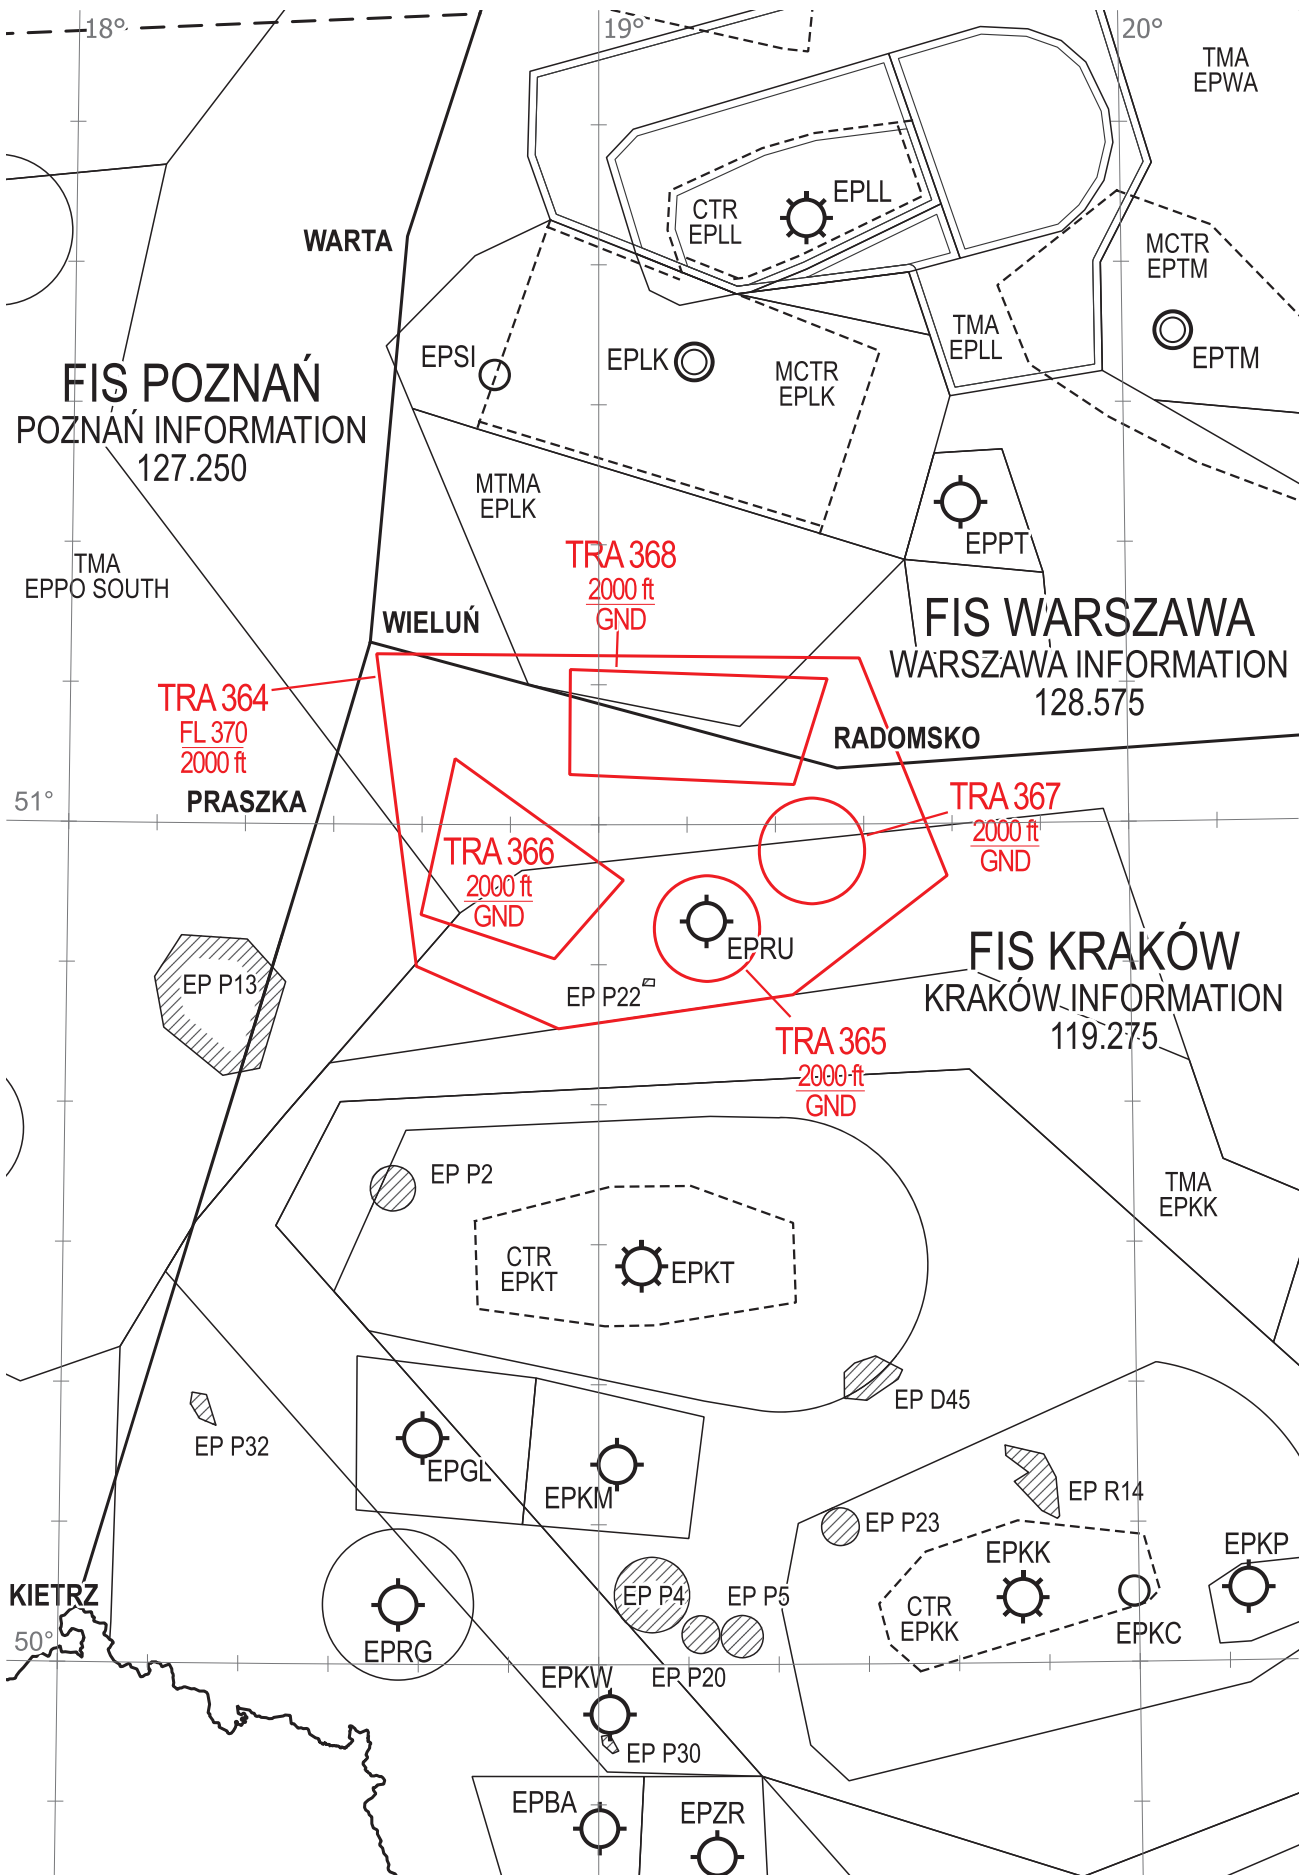 18°
19°
20°
TMA
EPWA
EPLL
CTR
EPLL
WARTA
MCTR
EPTM
TMA
EPLL
EPTM
EPSI
EPLK
MCTR
EPLK
FIS POZNAŃ
POZNAŃ INFORMATION
127.250
MTMA
EPLK
EPPT
TRA 368
2000 ft
GND
TMA
EPPO SOUTH
WIELUŃ
FIS WARSZAWA
WARSZAWA INFORMATION
128.575
TRA 364
FL 370
2000 ft
RADOMSKO
PRASZKA
51°
TRA 367
2000 ft
GND
TRA 366
2000 ft
GND
EPRU
FIS KRAKÓW
KRAKÓW INFORMATION
119.275
EP P13
EP P22
TRA 365
2000 ft
GND
EP P2
TMA
EPKK
CTR
EPKT
EPKT
EP D45
EP P32
EPGL
EPKM
EP R14
EP P23
EPKK
EPKP
KIETRZ
EP P4
EP P5
CTR
EPKK
EPKC
50°
EPRG
EPKW
EP P20
EP P30
EPBA
EPZR